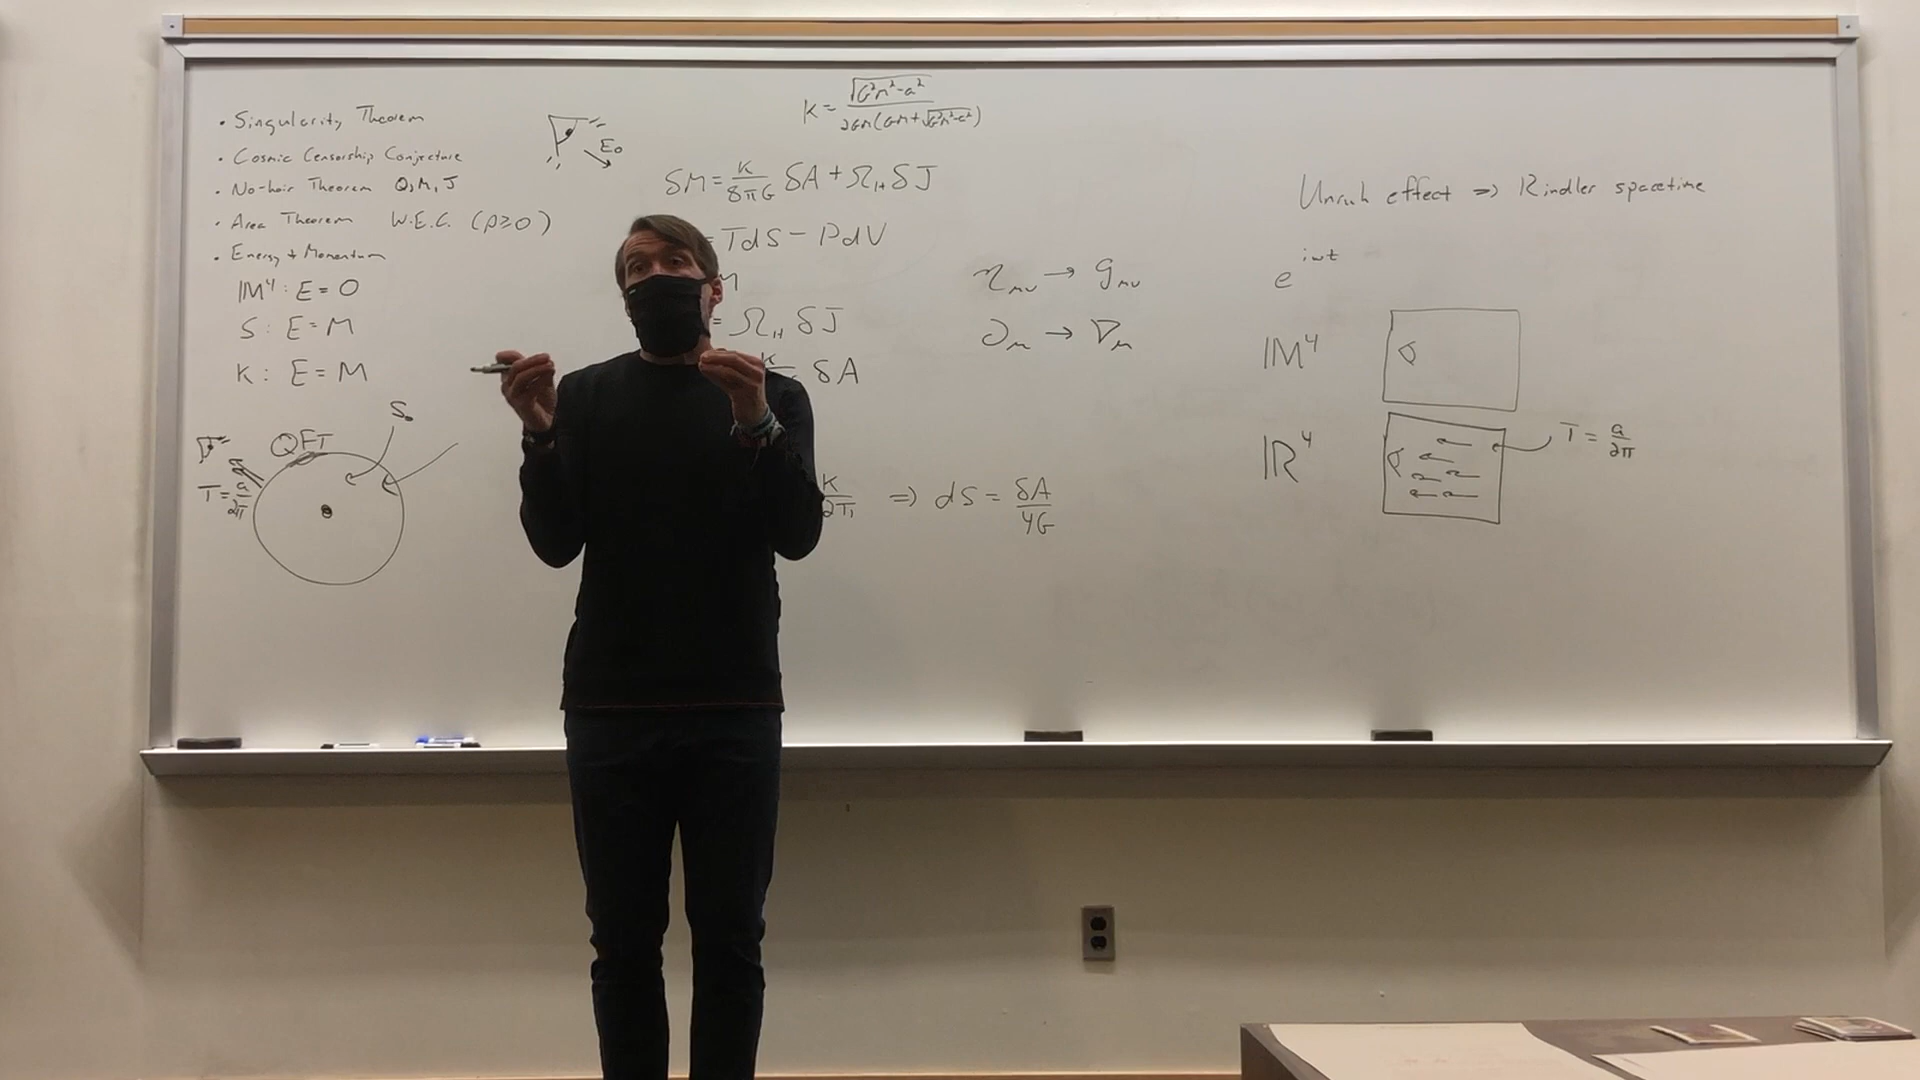 • Singularity Theorem
• Cosmic Censorship Conjecture
• No-hair Theorem Q, M, J
• Area Theorem W.E.C. (ρ≥0)
• Energy + Momentum
IM⁴: E = 0
S: E = M
K: E = M
S₀
QFT
T = a/2π
E₀
K = √(G²M²-a²) / 2GM(GM+√(G²M²-a²))
δM = K/8πG δA + Ω_H δJ
= TdS - PdV
M
= Ω_H δJ
K δA
K/2π ⇒ dS = δA/4G
η_μν → g_μν
∂_μ → ∇_μ
Unruh effect ⇒ Rindler spacetime
e^iωt
IM⁴
IR⁴
T = a/2π